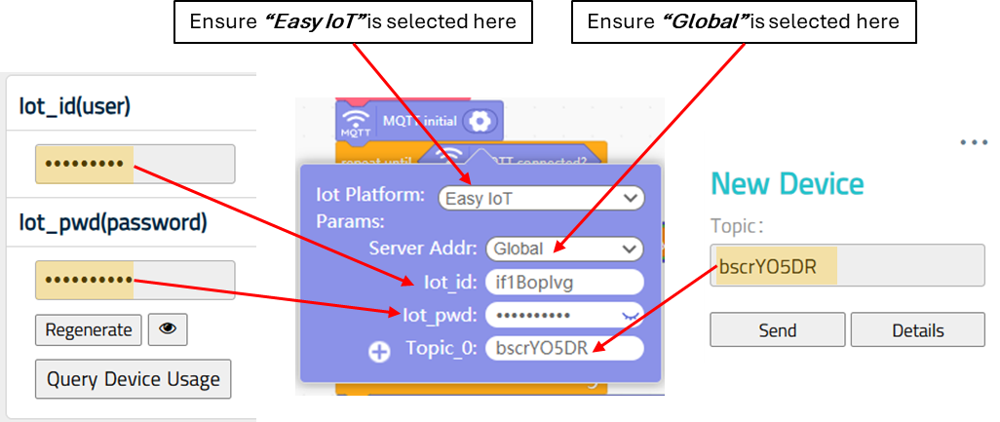 Ensure “Easy IoT” is selected here
Ensure “Global” is selected here
Iot_id(user)
•••••••••
Iot_pwd(password)
••••••••••
Regenerate
Query Device Usage
MQTT
MQTT initial
repeat until
MQTT connected?
Iot Platform:
Easy IoT
Params:
Server Addr:
Global
Iot_id:
if1BopIvg
Iot_pwd:
••••••••••
Topic_0:
bscrYO5DR
New Device
Topic:
bscrYO5DR
Send
Details